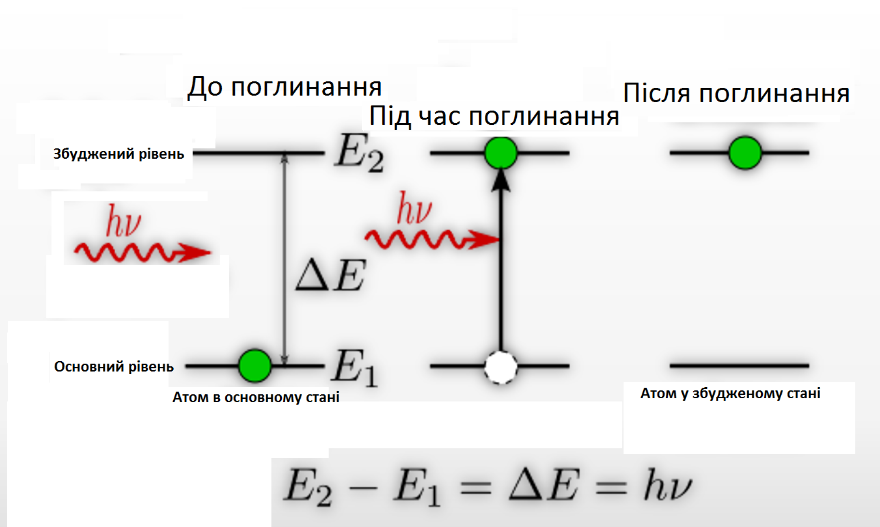 До поглинання
Під час поглинання
Після поглинання
Збуджений рівень
E₂
hν
hν
ΔE
Основний рівень
E₁
Атом в основному стані
Атом у збудженому стані
E₂ − E₁ = ΔE = hν